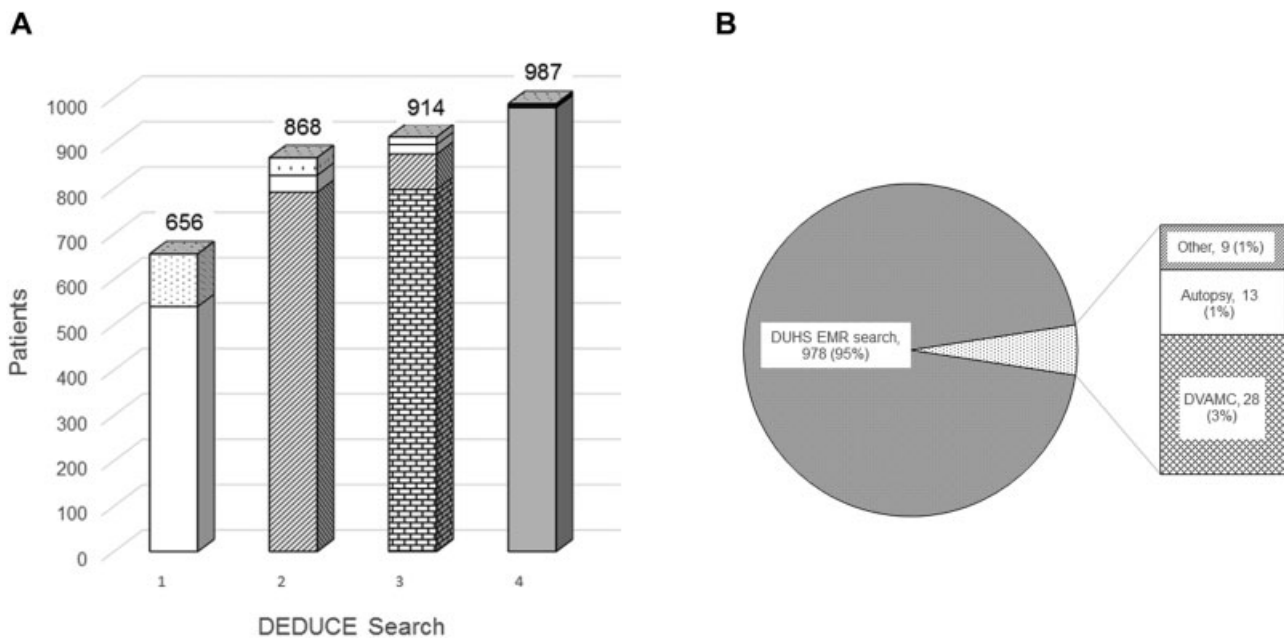 A
B
987
914
868
656
1000
900
800
700
600
500
400
300
200
100
0
Patients
1
2
3
4
DEDUCE Search
DUHS EMR search,
978 (95%)
Other, 9 (1%)
Autopsy, 13
(1%)
DVAMC, 28
(3%)